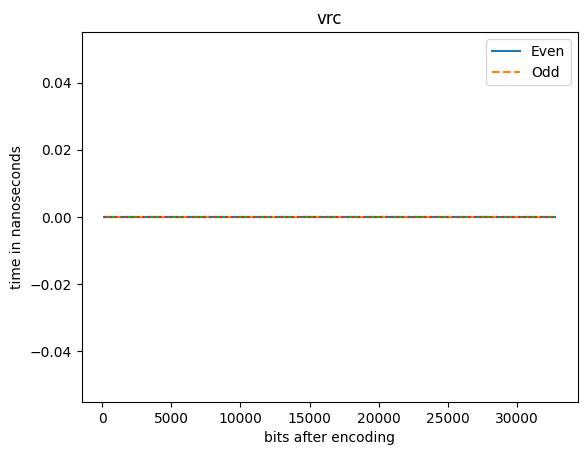 vrc
Even
Odd
time in nanoseconds
0.04
0.02
0.00
−0.02
−0.04
0 5000 10000 15000 20000 25000 30000
bits after encoding